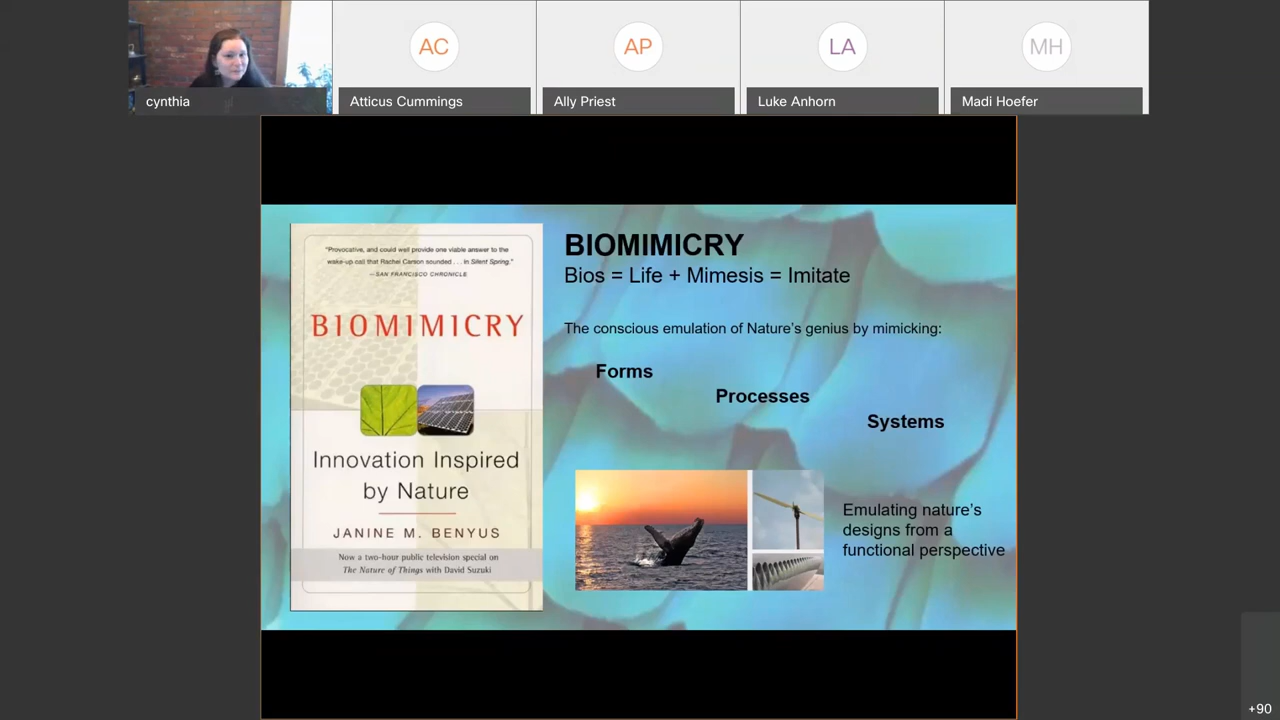 AC
AP
LA
MH
cynthia
Atticus Cummings
Ally Priest
Luke Anhorn
Madi Hoefer
"Provocative, and could well provide one viable answer to the
wake-up call that Rachel Carson sounded . . . in Silent Spring."
—SAN FRANCISCO CHRONICLE
BIOMIMICRY
Innovation Inspired
by Nature
JANINE M. BENYUS
Now a two-hour public television special on
The Nature of Things with David Suzuki
BIOMIMICRY
Bios = Life + Mimesis = Imitate
The conscious emulation of Nature's genius by mimicking:
Forms
Processes
Systems
Emulating nature's
designs from a
functional perspective
+90